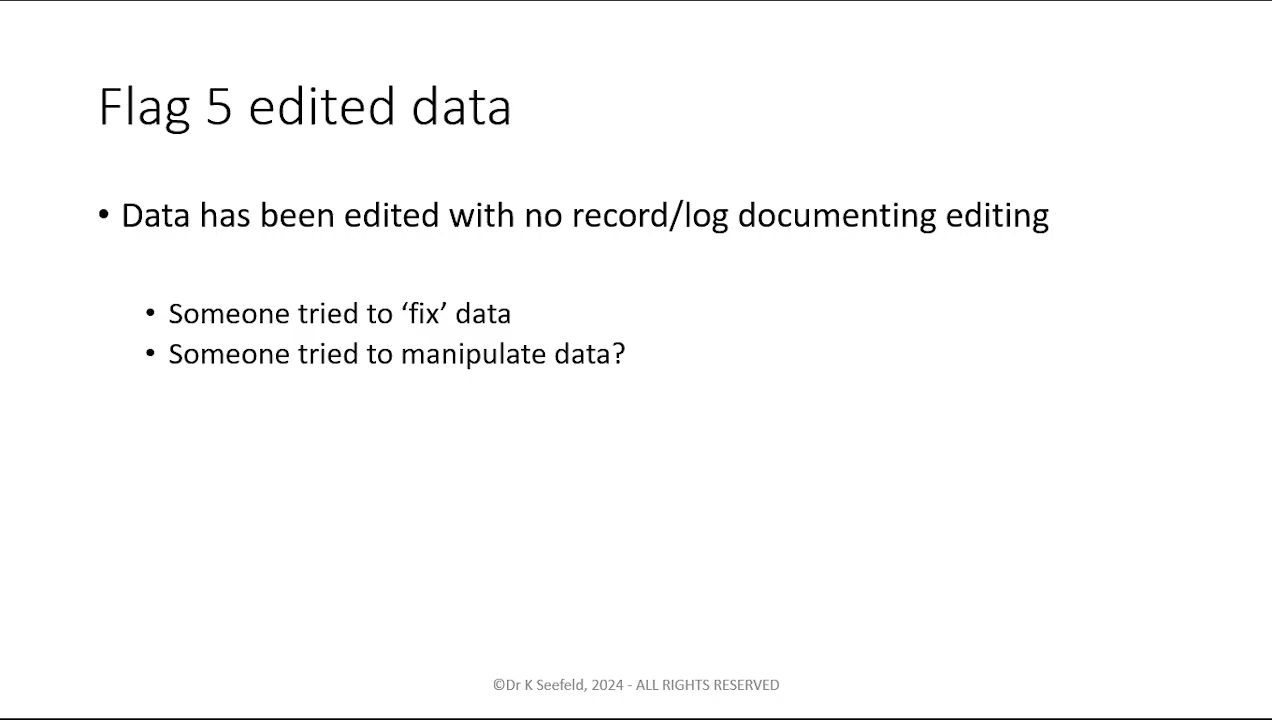 Flag 5 edited data
• Data has been edited with no record/log documenting editing
• Someone tried to ‘fix’ data
• Someone tried to manipulate data?
©Dr K Seefeld, 2024 - ALL RIGHTS RESERVED